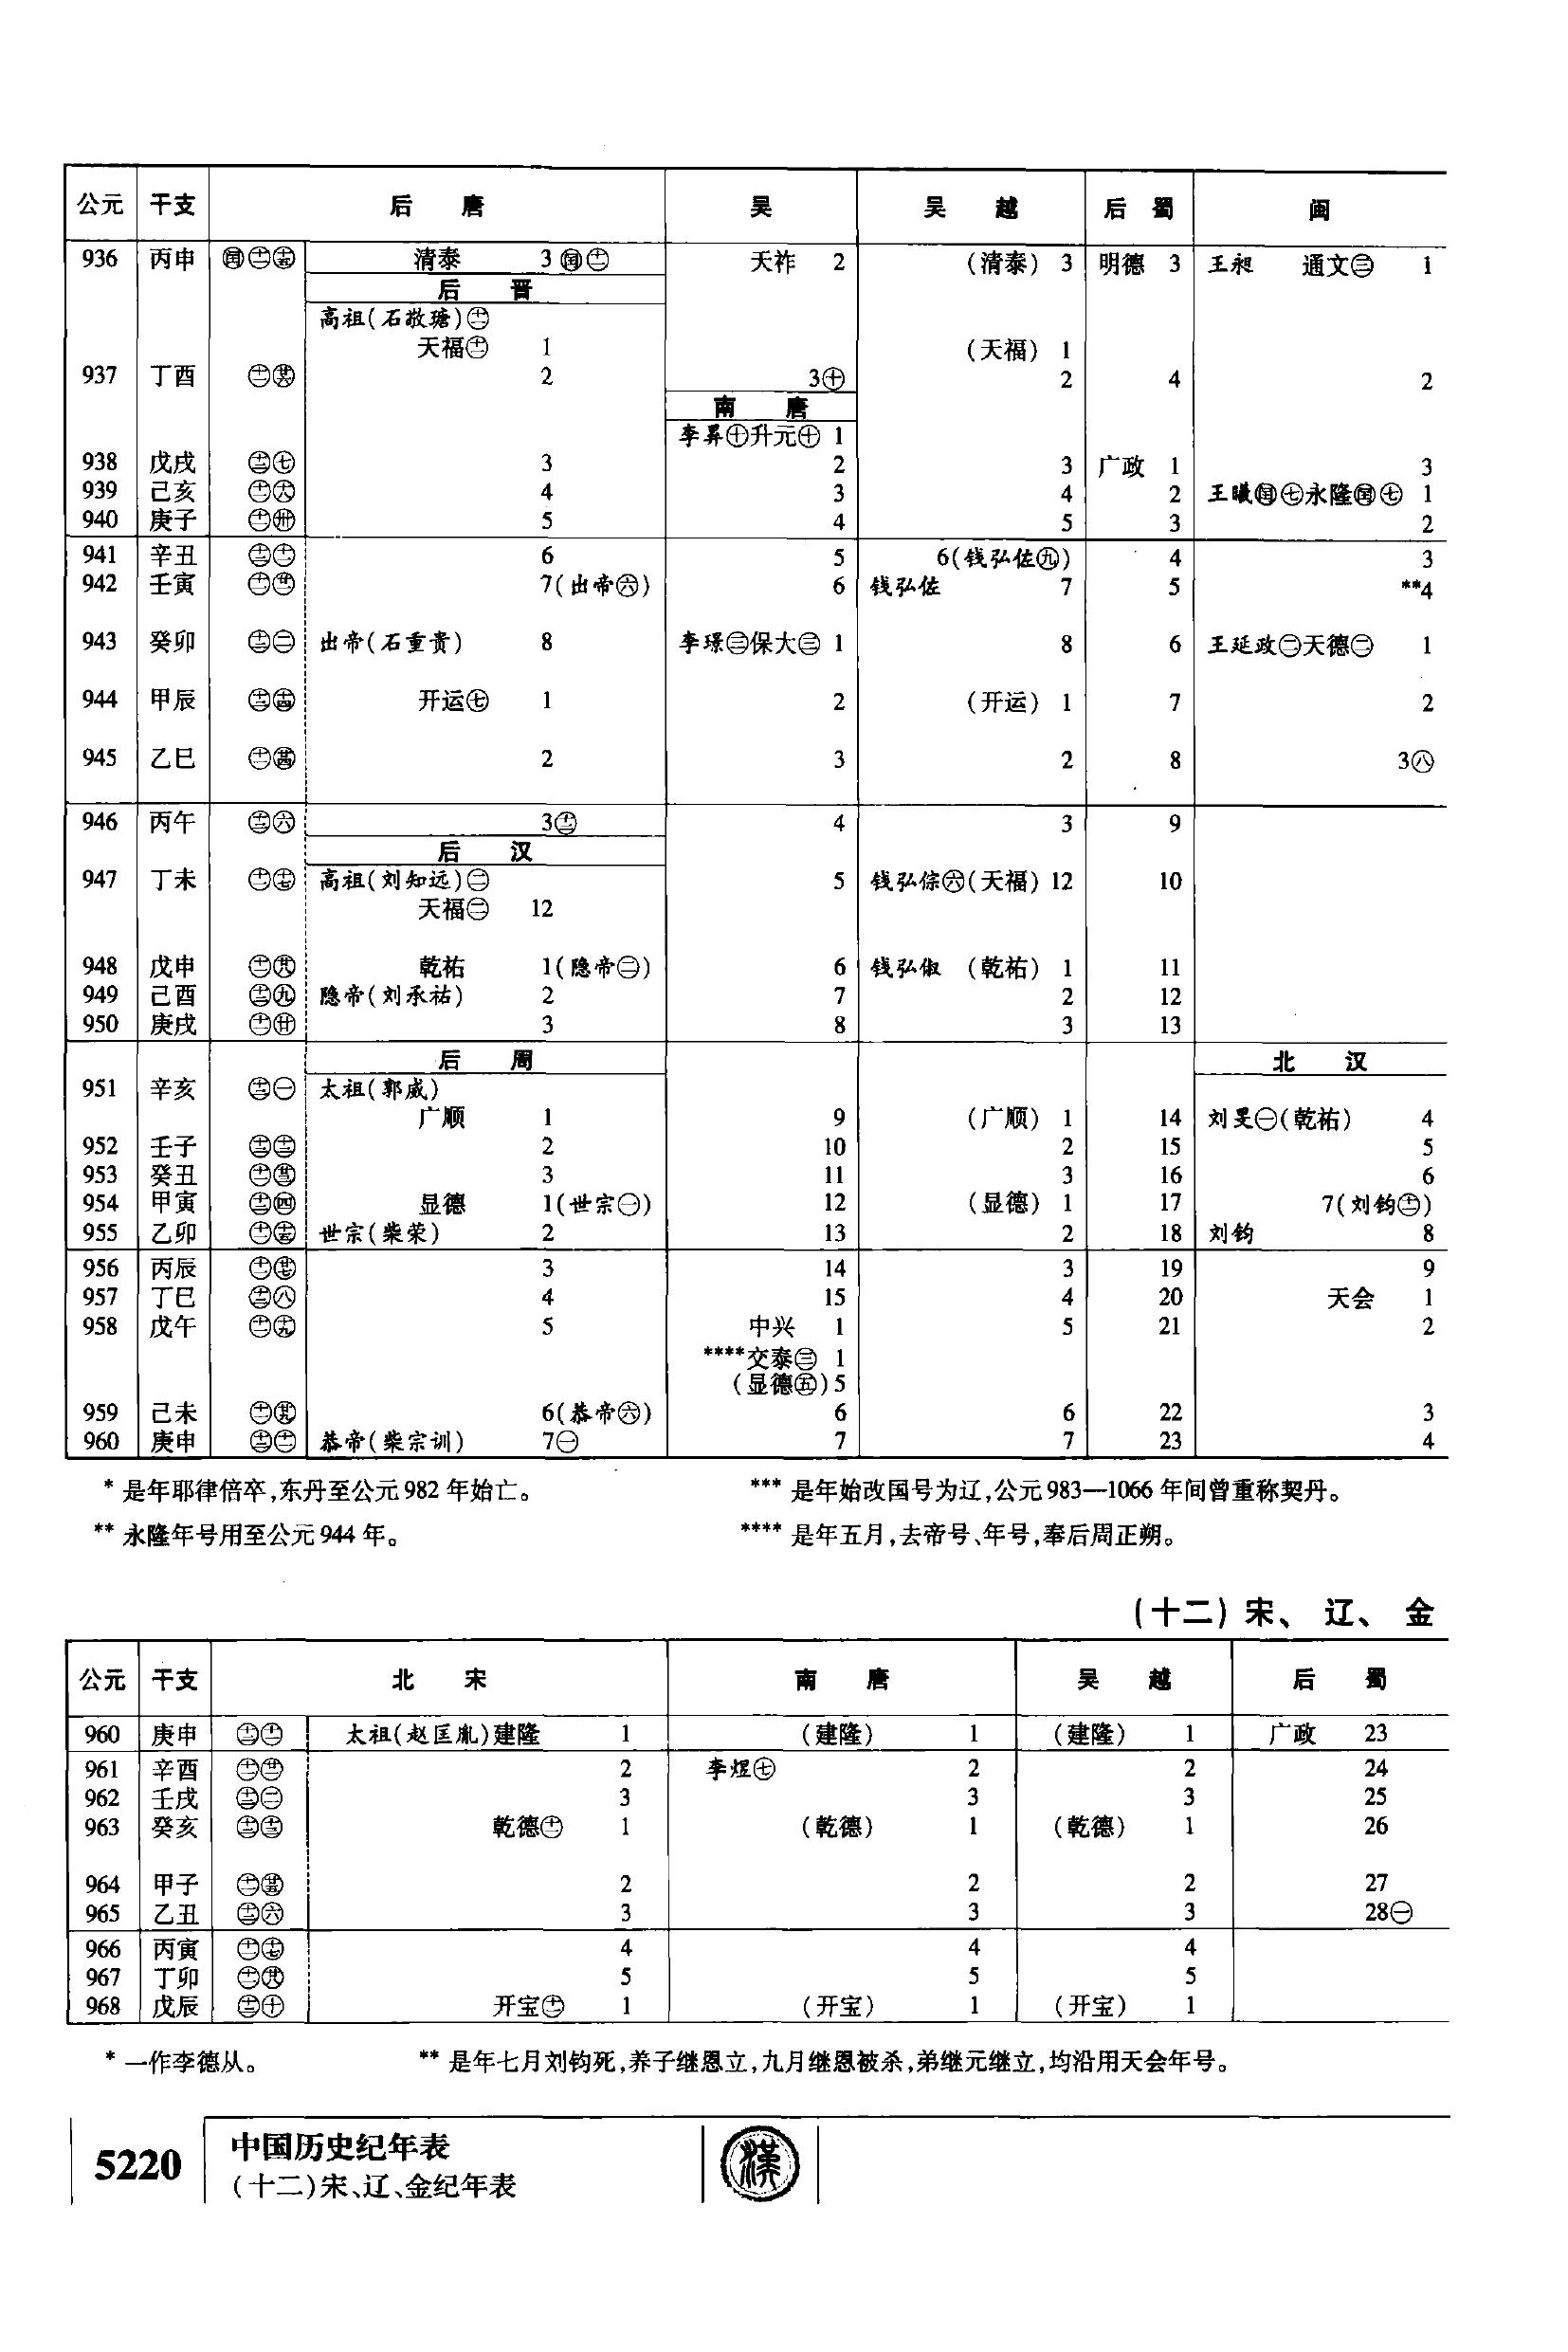 公元 干支 后唐 吴 吴越 后蜀 闽
936 丙申 清泰 3 天祚 2 (清泰) 3 明德 3 王昶 通文㊂ 1
后晋
高祖(石敬瑭)
天福 1 (天福) 1
937 丁酉 2 3㊉ 2 4 2
南唐
李昪㊉升元㊉ 1
938 戊戌 3 2 3 广政 1 3
939 己亥 4 3 4 2 王曦㊆永隆㊆ 1
940 庚子 5 4 5 3 2
941 辛丑 6 5 6(钱弘佐㊈) 4 3
942 壬寅 7(出帝㊅) 6 钱弘佐 7 5 **4
943 癸卯 出帝(石重贵) 8 李璟㊂保大㊂ 1 8 6 王延政㊁天德㊁ 1
944 甲辰 开运㊆ 1 2 (开运) 1 7 2
945 乙巳 2 3 2 8 3㊇
946 丙午 3 4 3 9
后汉
947 丁未 高祖(刘知远)㊁ 5 钱弘倧㊅(天福) 12 10
天福㊁ 12
948 戊申 乾祐 1(隐帝㊁) 6 钱弘俶 (乾祐) 1 11
949 己酉 隐帝(刘承祐) 2 7 2 12
950 庚戌 3 8 3 13
后周 北汉
951 辛亥 太祖(郭威)
广顺 1 9 (广顺) 1 14 刘旻㊀(乾祐) 4
952 壬子 2 10 2 15 5
953 癸丑 3 11 3 16 6
954 甲寅 显德 1(世宗㊀) 12 (显德) 1 17 7(刘钧)
955 乙卯 世宗(柴荣) 2 13 2 18 刘钧 8
956 丙辰 3 14 3 19 9
957 丁巳 4 15 4 20 天会 1
958 戊午 5 中兴 1 5 21 2
****交泰㊂ 1
(显德㊄)5
959 己未 6(恭帝㊅) 6 6 22 3
960 庚申 恭帝(柴宗训) 7㊀ 7 7 23 4
* 是年耶律倍卒,东丹至公元982年始亡。 *** 是年始改国号为辽,公元983—1066年间曾重称契丹。
** 永隆年号用至公元944年。 **** 是年五月,去帝号、年号,奉后周正朔。
(十二) 宋、辽、金
公元 干支 北宋 南唐 吴越 后蜀
960 庚申 太祖(赵匡胤)建隆 1 (建隆) 1 (建隆) 1 广政 23
961 辛酉 2 李煜㊆ 2 2 24
962 壬戌 3 3 3 25
963 癸亥 乾德 1 (乾德) 1 (乾德) 1 26
964 甲子 2 2 2 27
965 乙丑 3 3 3 28㊀
966 丙寅 4 4 4
967 丁卯 5 5 5
968 戊辰 开宝 1 (开宝) 1 (开宝) 1
* 一作李德从。 ** 是年七月刘钧死,养子继恩立,九月继恩被杀,弟继元继立,均沿用天会年号。
5220 中国历史纪年表
(十二)宋、辽、金纪年表
漢